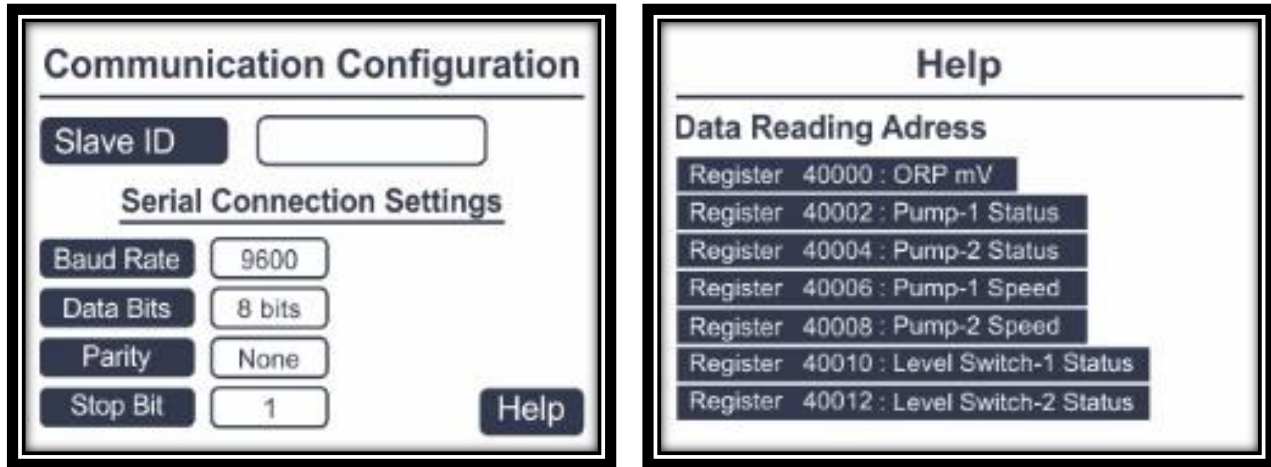 Communication Configuration
Slave ID
Serial Connection Settings
Baud Rate 9600
Data Bits 8 bits
Parity None
Stop Bit 1
Help
Help
Data Reading Adress
Register 40000 : ORP mV
Register 40002 : Pump-1 Status
Register 40004 : Pump-2 Status
Register 40006 : Pump-1 Speed
Register 40008 : Pump-2 Speed
Register 40010 : Level Switch-1 Status
Register 40012 : Level Switch-2 Status